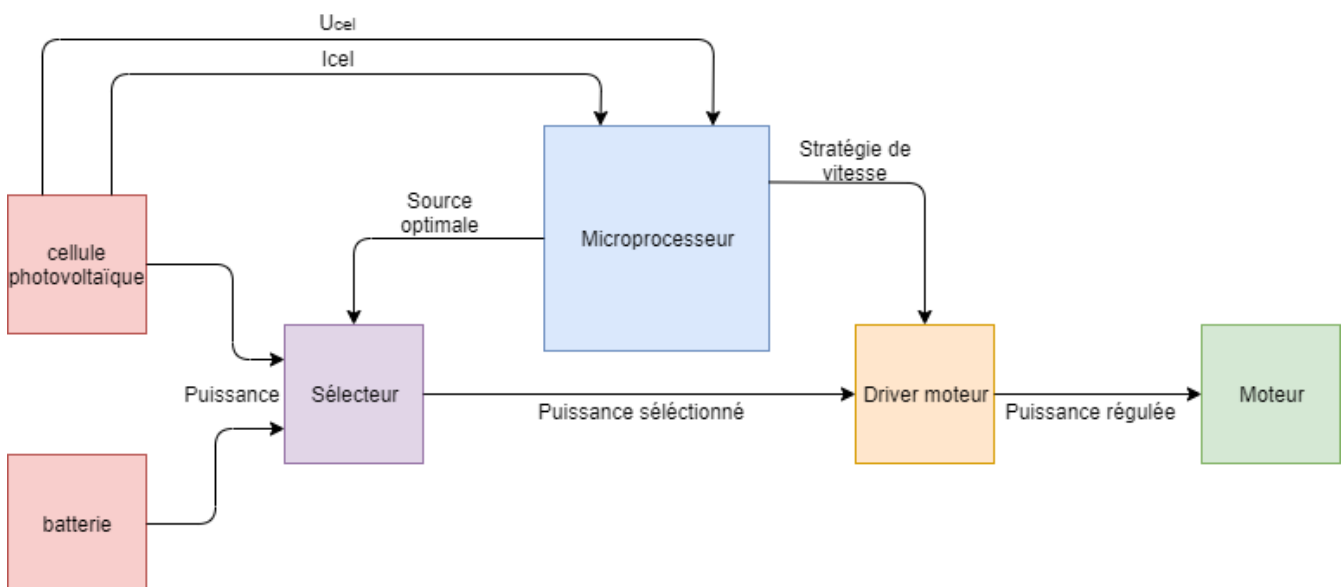 Ucel
Icel
Stratégie de
vitesse
Source
optimale
Microprocesseur
cellule
photovoltaïque
Puissance
Sélecteur
Puissance séléctionné
Driver moteur
Puissance régulée
Moteur
batterie